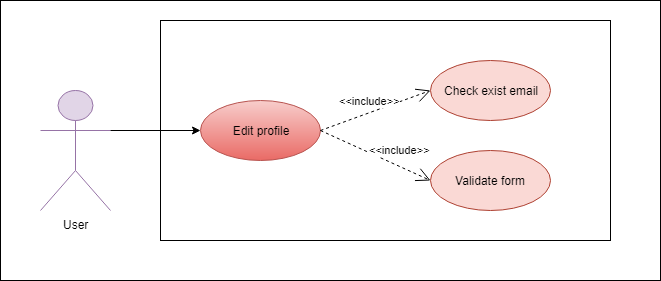 Check exist email
<<include>>
Edit profile
<<include>>
Validate form
User